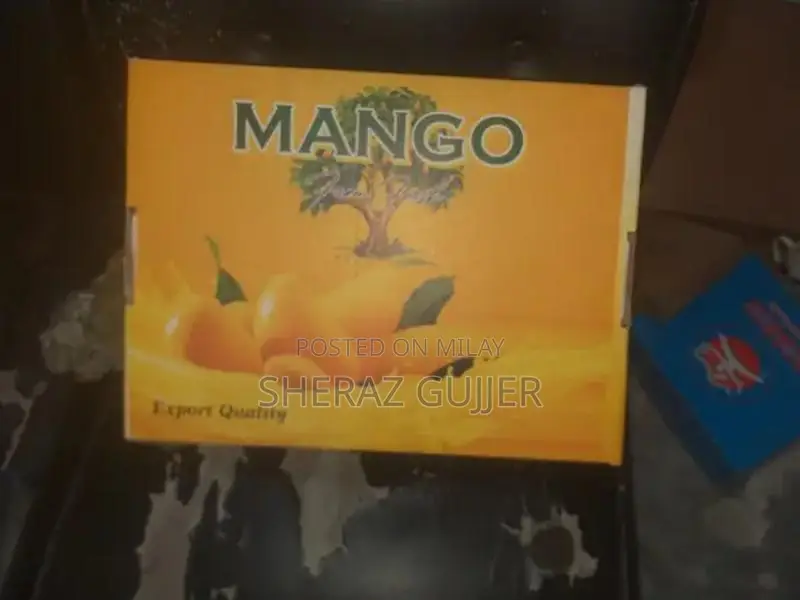 MANGO
POSTED ON MILAY
SHERAZ GUJJER
Export Quality